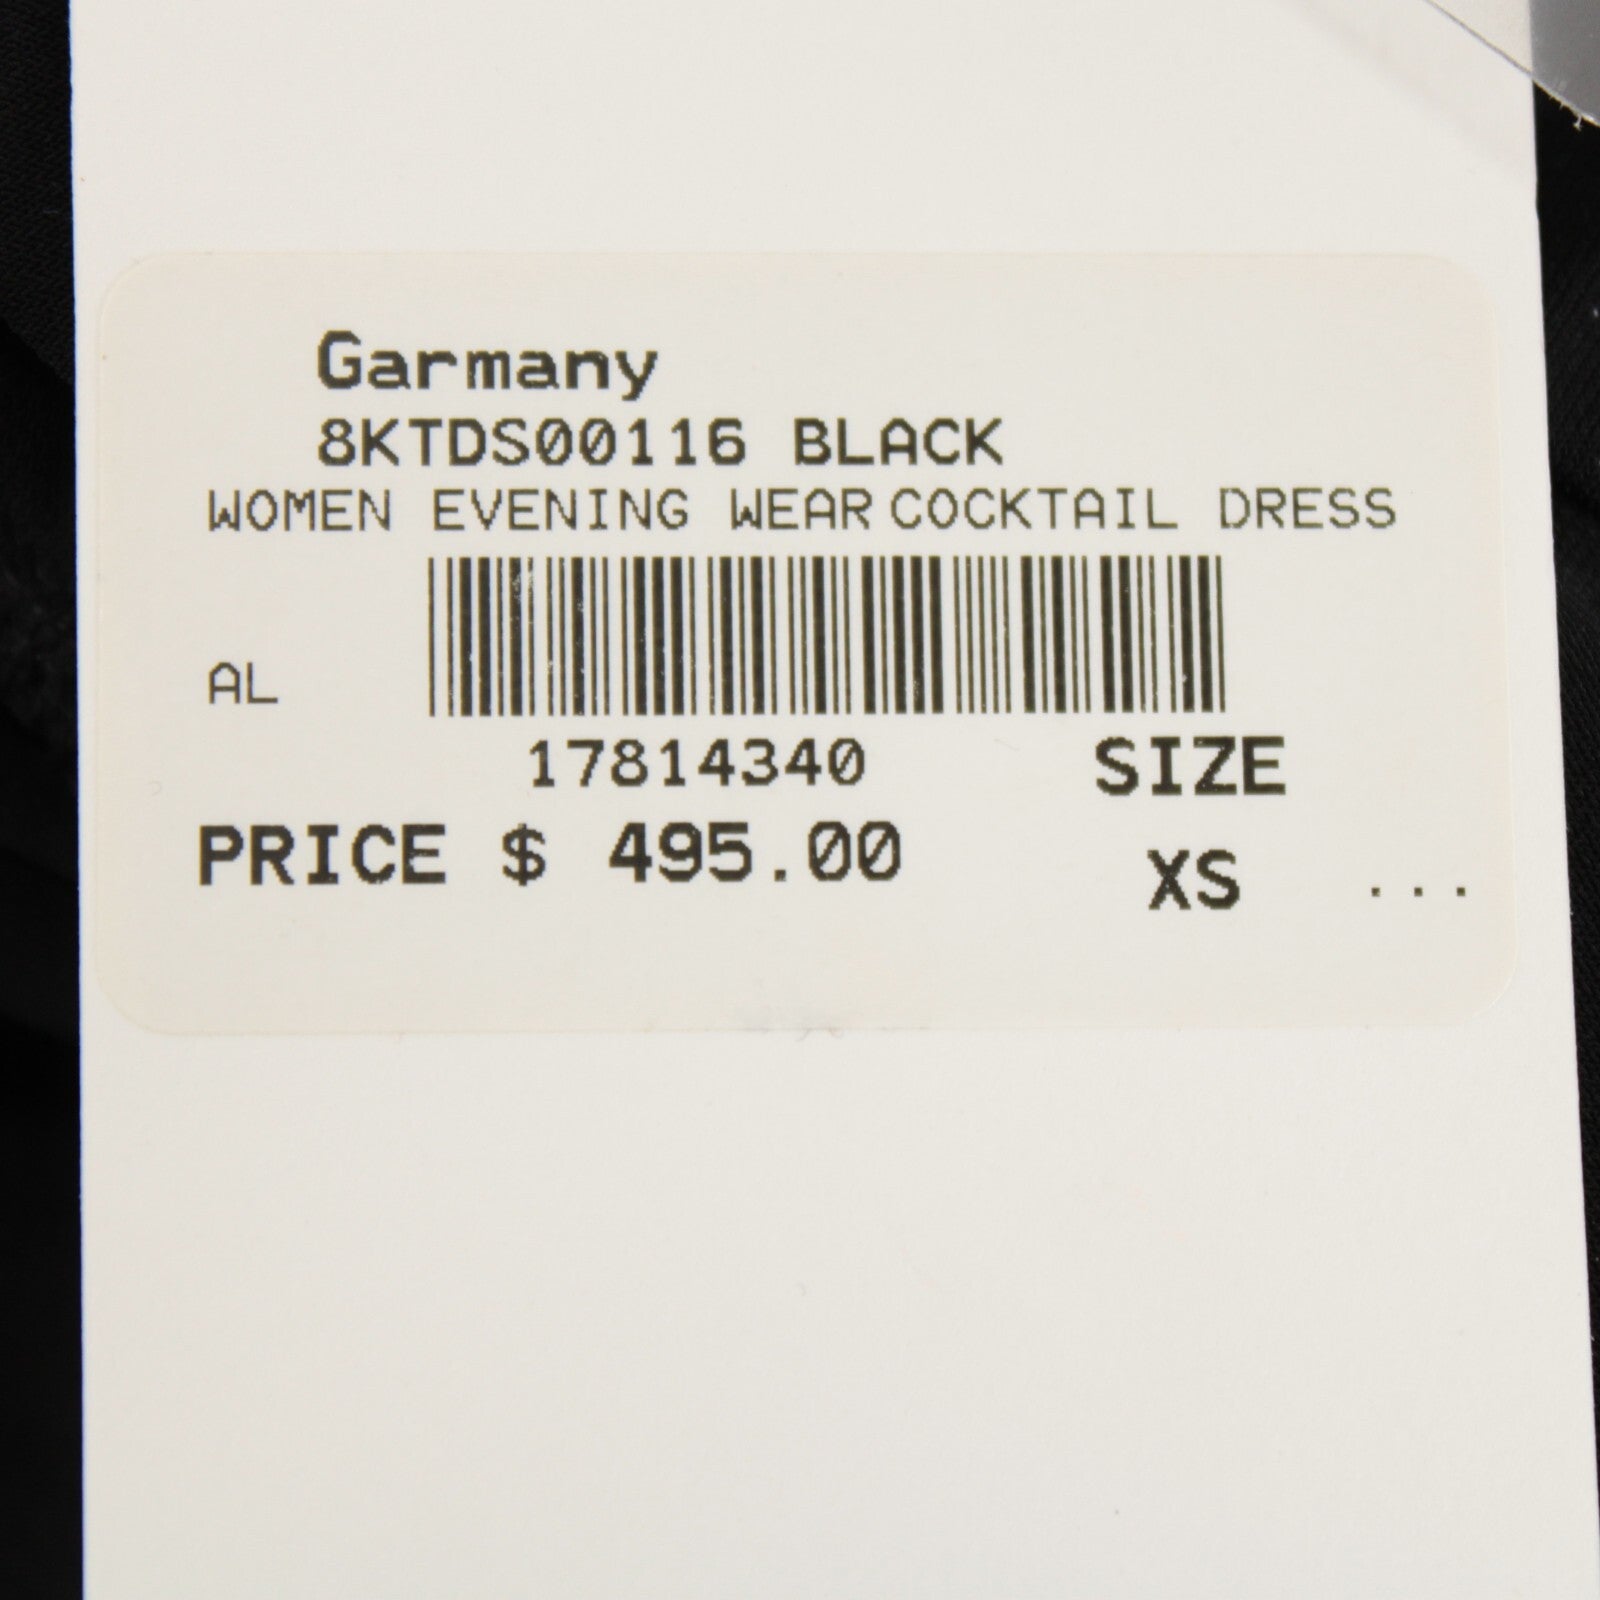 Garmany
8KTDS00116 BLACK
WOMEN EVENING WEAR COCKTAIL DRESS
AL
17814340 SIZE
PRICE $ 495.00 XS ...